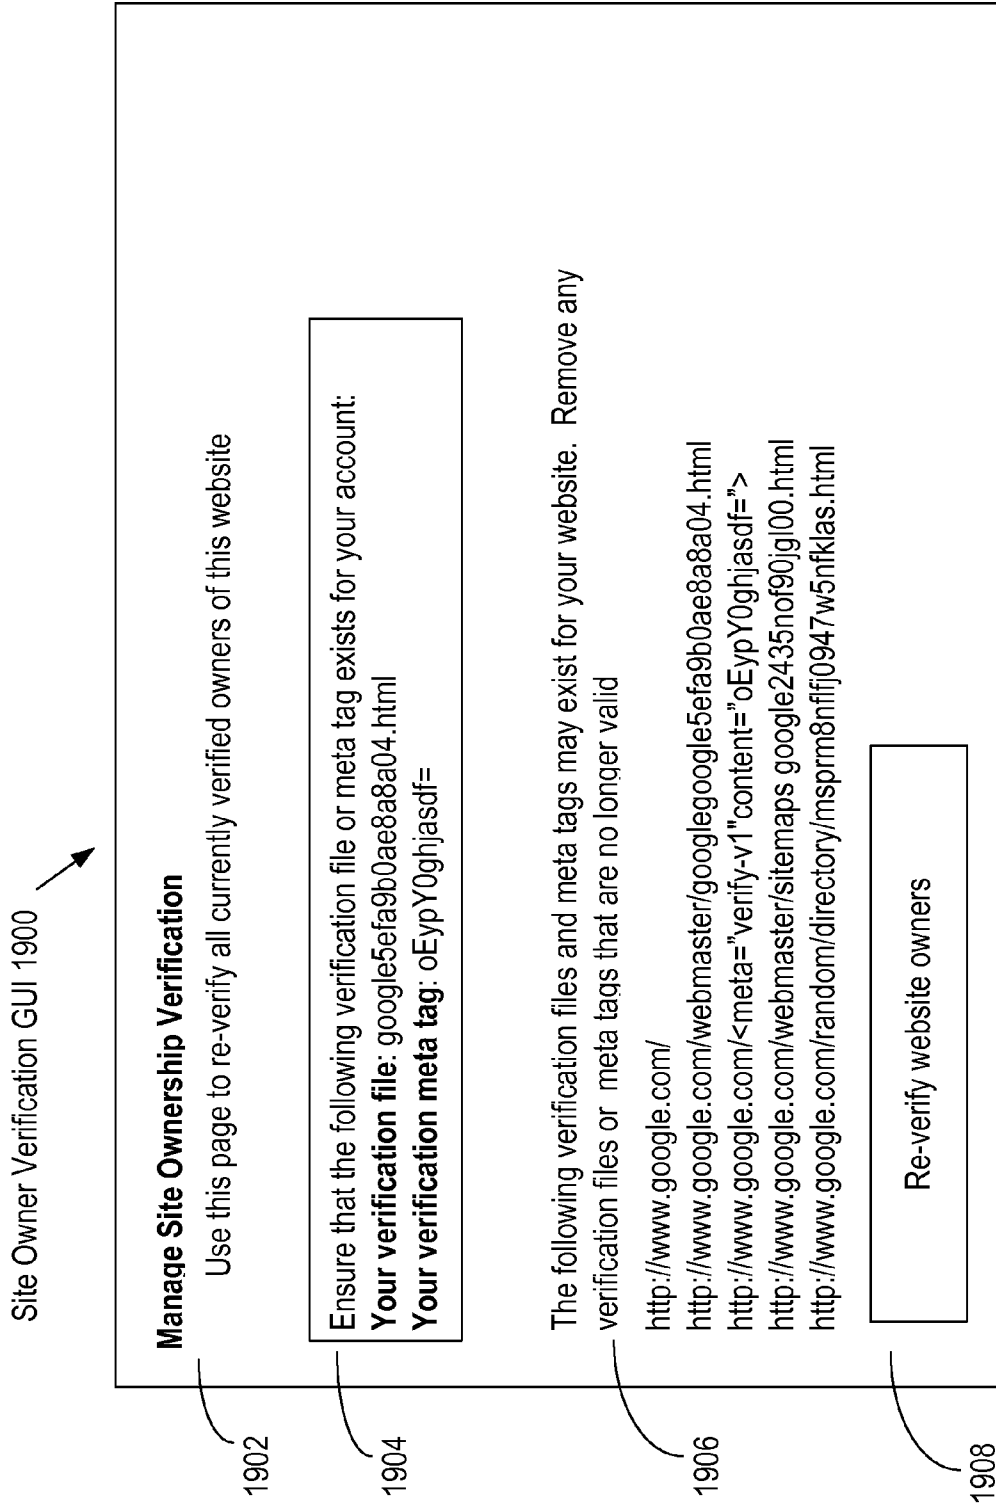 Site Owner Verification GUI 1900
Manage Site Ownership Verification
Use this page to re-verify all currently verified owners of this website
1902
Ensure that the following verification file or meta tag exists for your account:
Your verification file: google5efa9b0ae8a8a04.html
Your verification meta tag: oEypY0ghjasdf=
1904
The following verification files and meta tags may exist for your website. Remove any
verification files or meta tags that are no longer valid
1906
http://www.google.com/
http://www.google.com/webmaster/googlegoogle5efa9b0ae8a8a04.html
http://www.google.com/<meta="verify-v1"content="oEypY0ghjasdf=">
http://www.google.com/webmaster/sitemaps google2435nof90jgl00.html
http://www.google.com/random/directory/msprm8nflfj0947w5nfklas.html
Re-verify website owners
1908